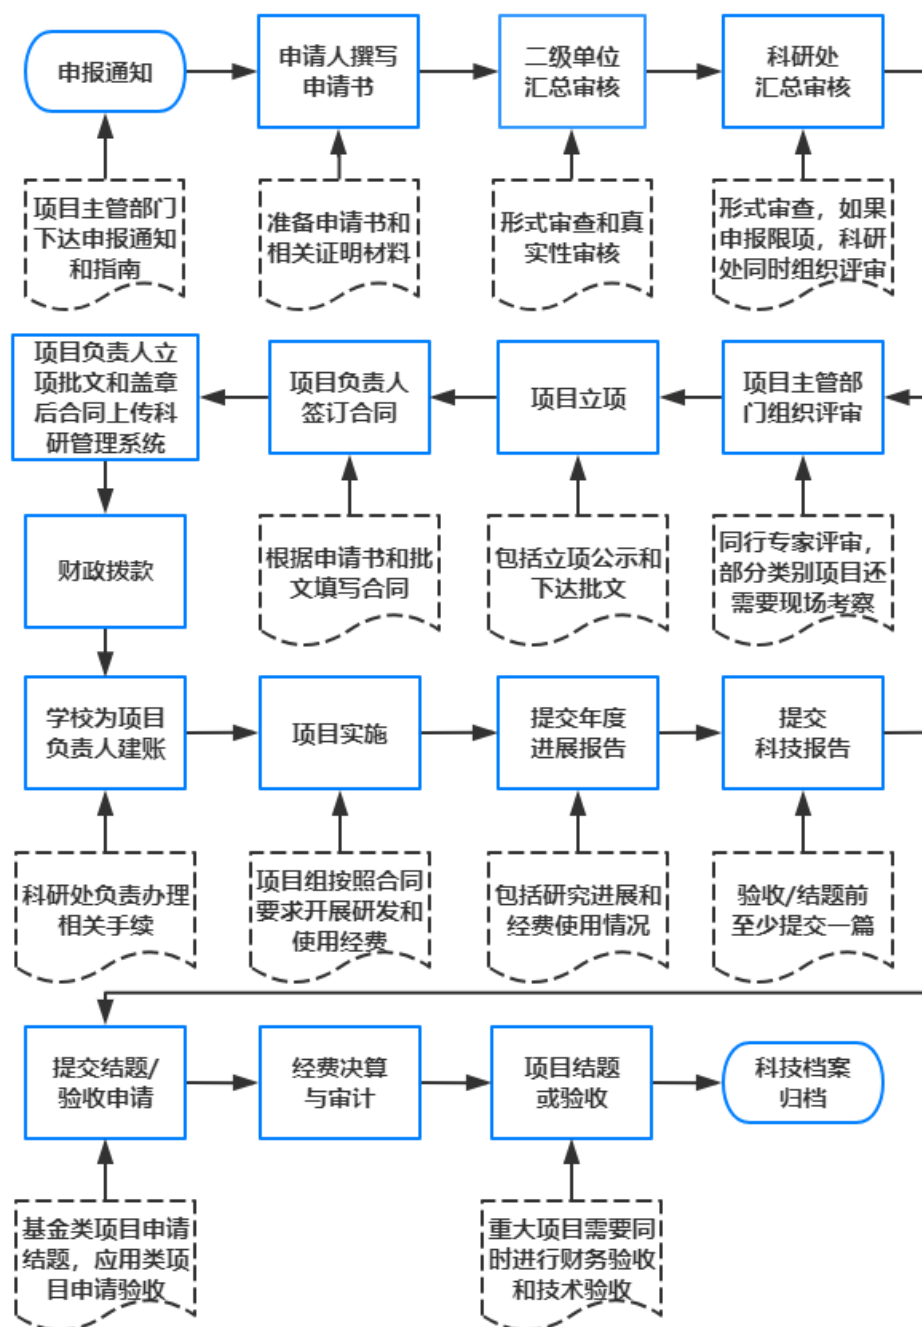 申报通知
申请人撰写
申请书
二级单位
汇总审核
科研处
汇总审核
项目主管部门
下达申报通知
和指南
准备申请书和
相关证明材料
形式审查和真
实性审核
形式审查，如果
申报限项，科研
处同时组织评审
项目负责人立
项批文和盖章
后合同上传科
研管理系统
项目负责人
签订合同
项目立项
项目主管部
门组织评审
财政拨款
根据申请书和批
文填写合同
包括立项公示和
下达批文
同行专家评审，
部分类别项目还
需要现场考察
学校为项目
负责人建账
项目实施
提交年度
进展报告
提交
科技报告
科研处负责办理
相关手续
项目组按照合同
要求开展研发和
使用经费
包括研究进展和
经费使用情况
验收/结题前
至少提交一篇
提交结题/
验收申请
经费决算
与审计
项目结题
或验收
科技档案
归档
基金类项目申请
结题，应用类项
目申请验收
重大项目需要同
时进行财务验收
和技术验收